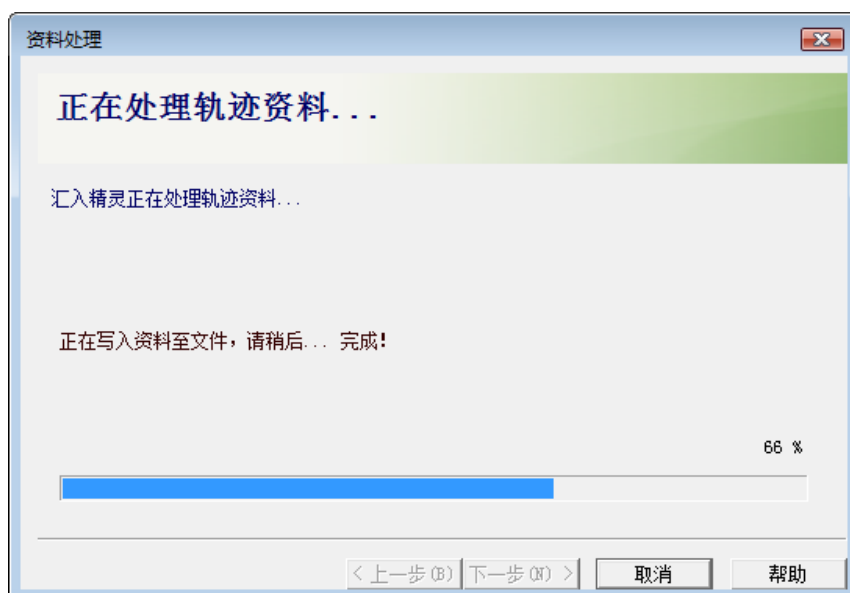 资料处理
正在处理轨迹资料...
汇入精灵正在处理轨迹资料...
正在写入资料至文件，请稍后... 完成!
66 %
< 上一步(B) 下一步(N) > 取消 帮助